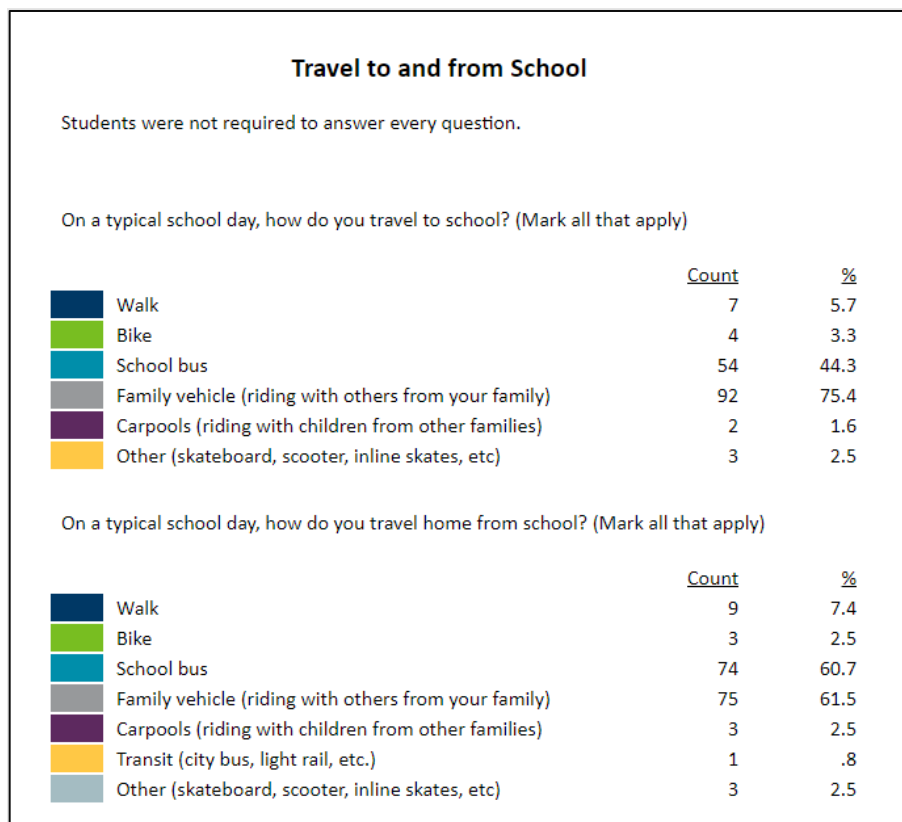 Travel to and from School
Students were not required to answer every question.
On a typical school day, how do you travel to school? (Mark all that apply)
Count %
Walk 7 5.7
Bike 4 3.3
School bus 54 44.3
Family vehicle (riding with others from your family) 92 75.4
Carpools (riding with children from other families) 2 1.6
Other (skateboard, scooter, inline skates, etc) 3 2.5
On a typical school day, how do you travel home from school? (Mark all that apply)
Count %
Walk 9 7.4
Bike 3 2.5
School bus 74 60.7
Family vehicle (riding with others from your family) 75 61.5
Carpools (riding with children from other families) 3 2.5
Transit (city bus, light rail, etc.) 1 .8
Other (skateboard, scooter, inline skates, etc) 3 2.5